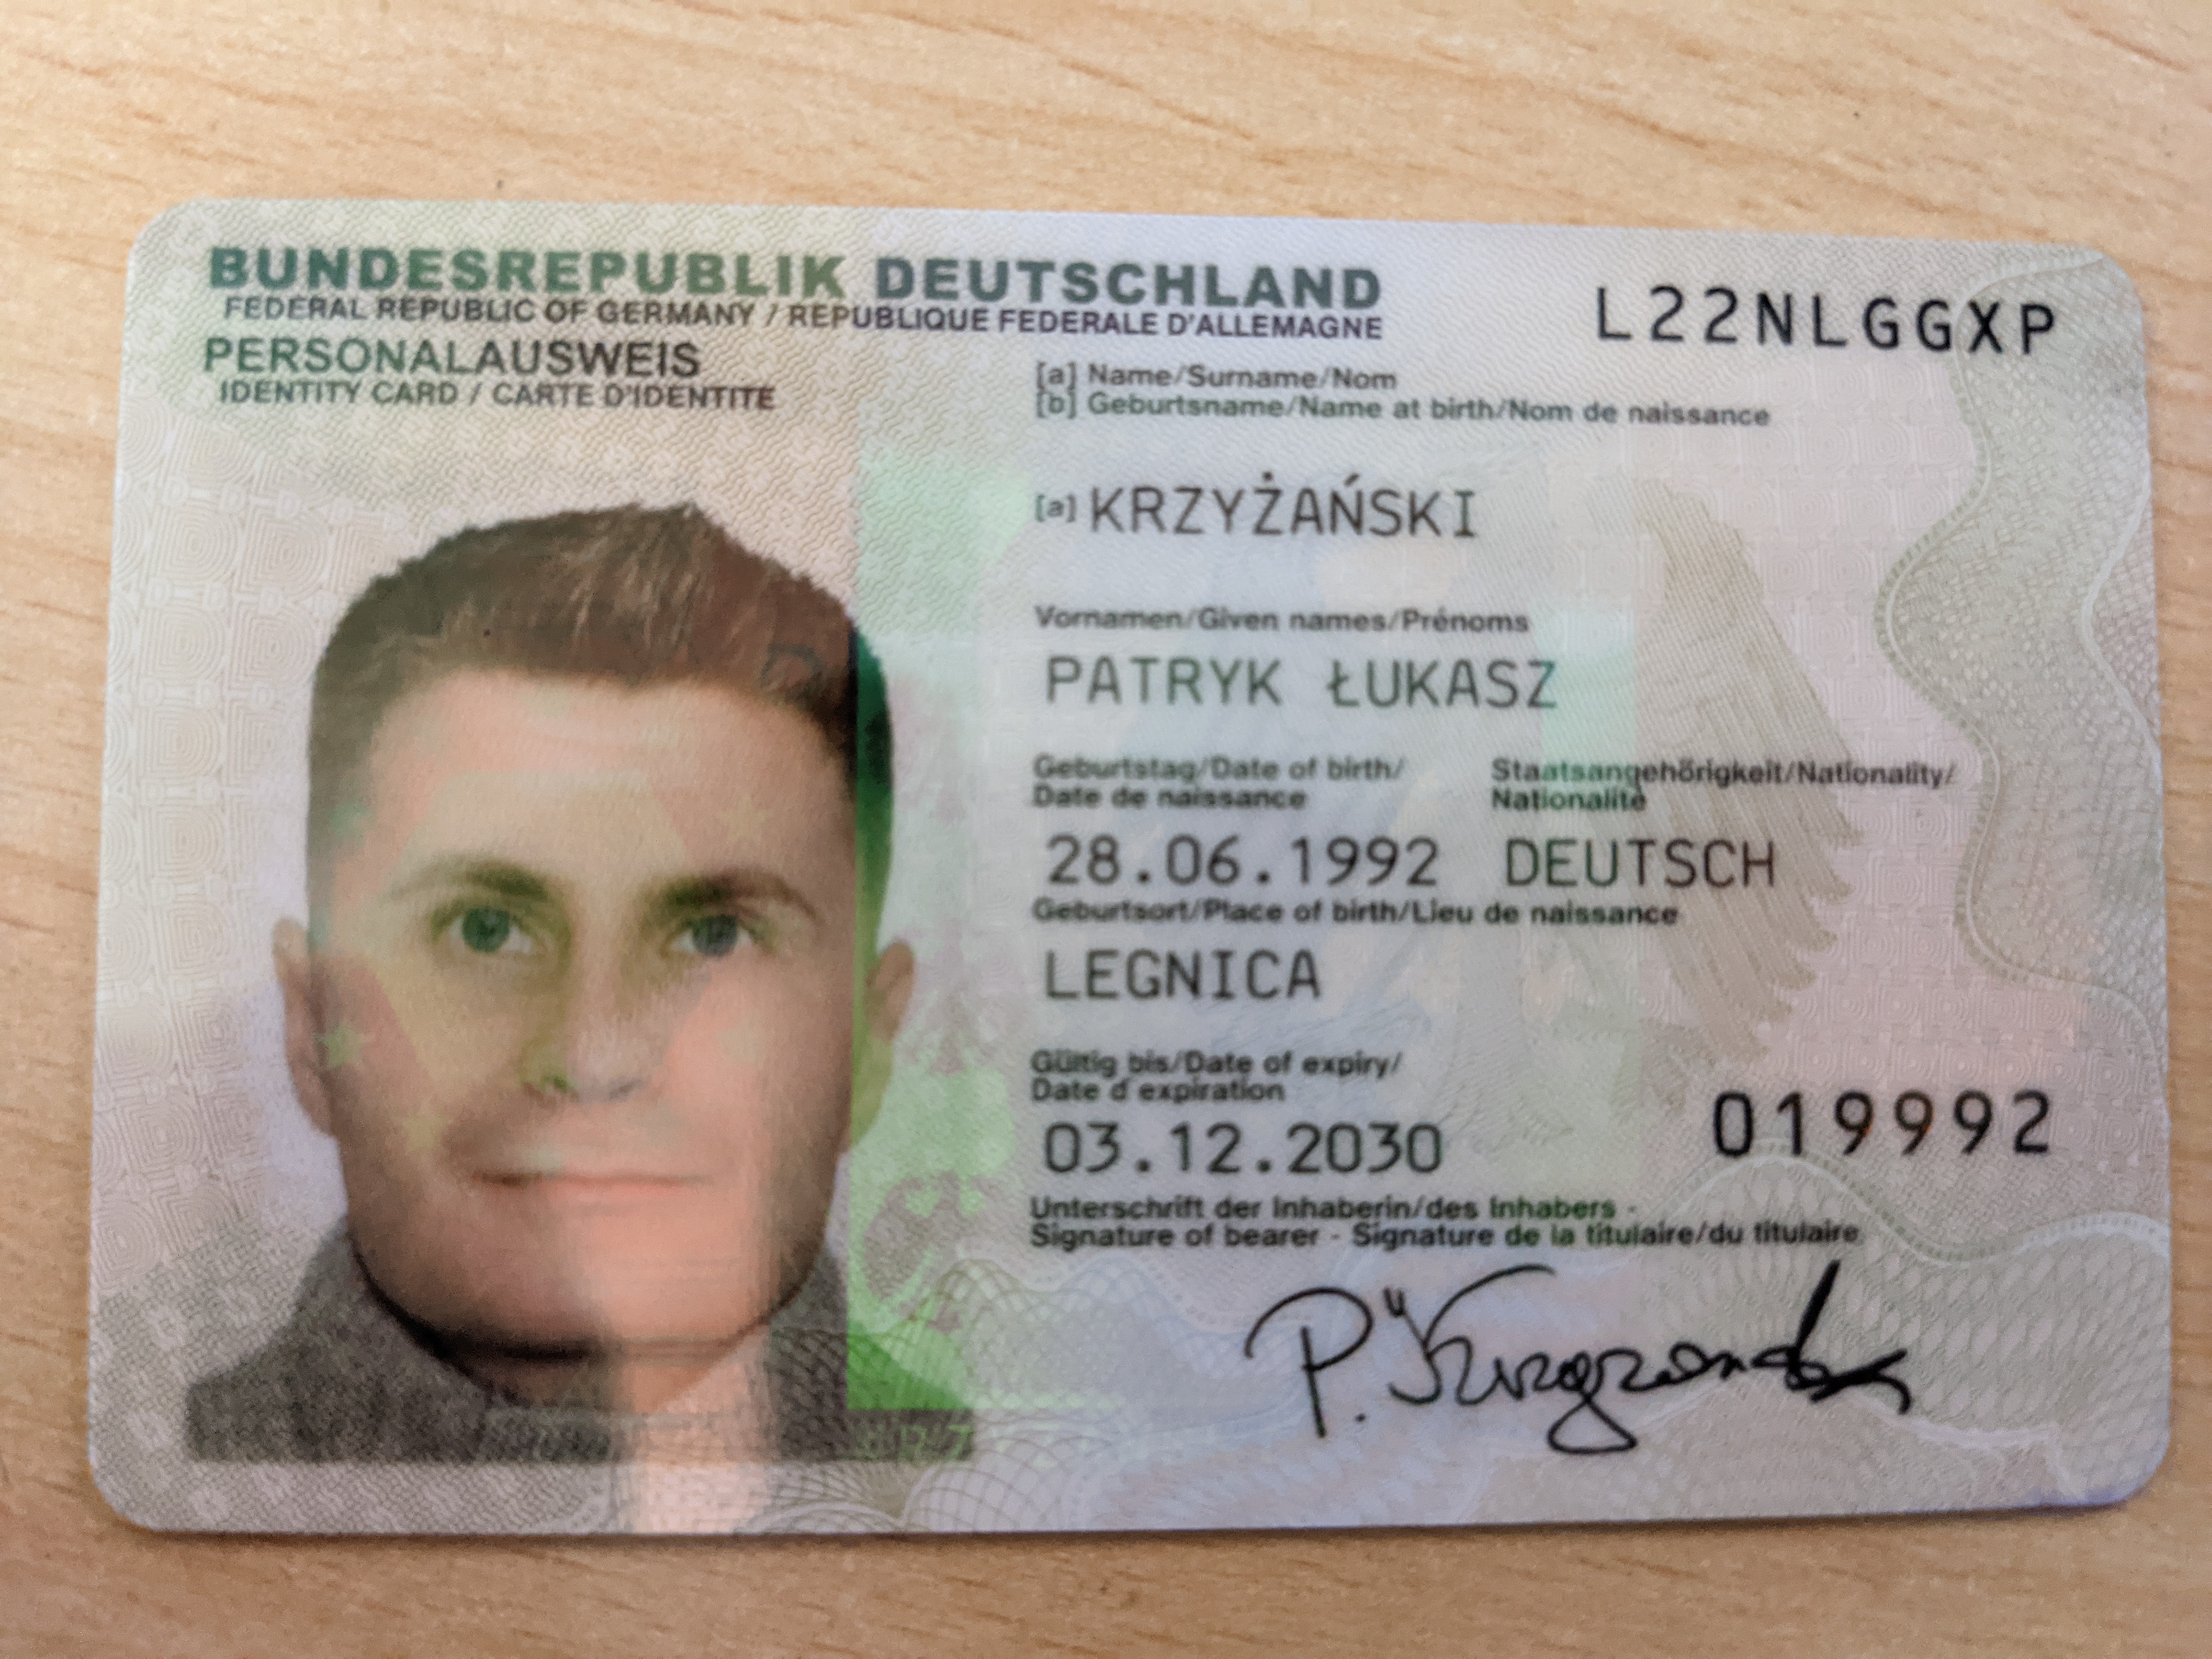 BUNDESREPUBLIK DEUTSCHLAND
FEDERAL REPUBLIC OF GERMANY / REPUBLIQUE FEDERALE D'ALLEMAGNE
PERSONALAUSWEIS
IDENTITY CARD / CARTE D'IDENTITE
L22NLGGXP
[a] Name/Surname/Nom
[b] Geburtsname/Name at birth/Nom de naissance
[a] KRZYŻAŃSKI
Vornamen/Given names/Prénoms
PATRYK ŁUKASZ
Geburtstag/Date of birth/
Date de naissance
Staatsangehörigkeit/Nationality/
Nationalité
28.06.1992 DEUTSCH
Geburtsort/Place of birth/Lieu de naissance
LEGNICA
Gültig bis/Date of expiry/
Date d'expiration
03.12.2030
019992
Unterschrift der Inhaberin/des Inhabers -
Signature of bearer - Signature de la titulaire/du titulaire